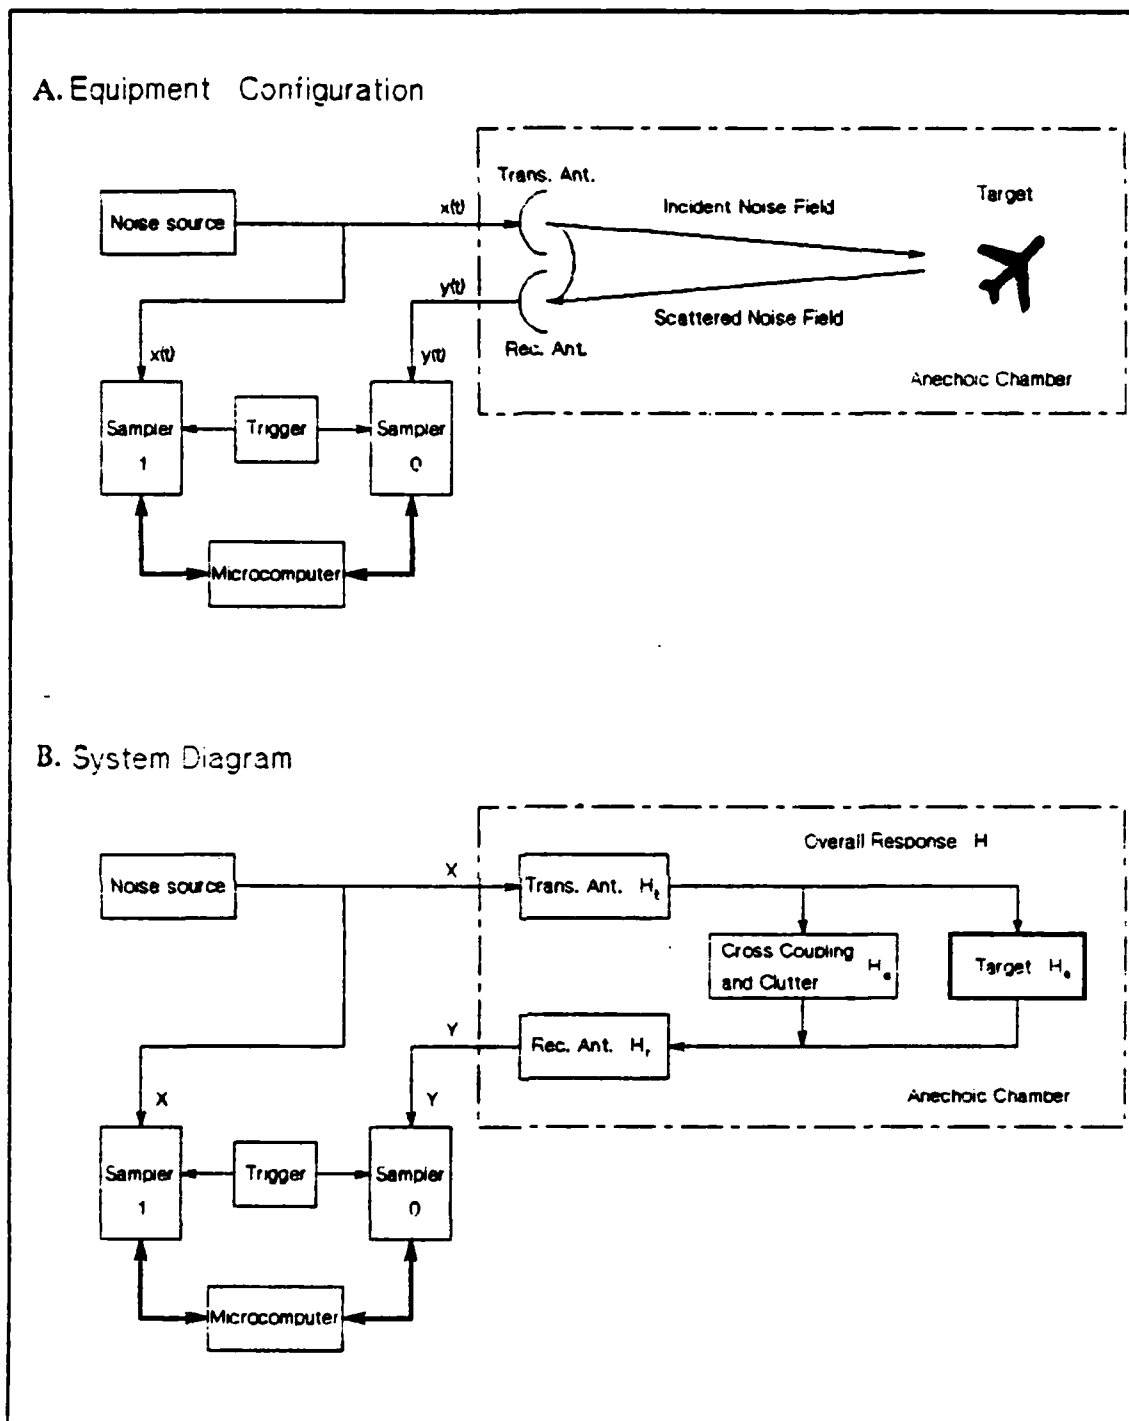 A. Equipment Configuration
Trans. Ant.
Target
Noise source
x(t)
Incident Noise Field
y(t)
Scattered Noise Field
x(t)
y(t)
Rec. Ant.
Anechoic Chamber
Sampler
1
Trigger
Sampler
0
Microcomputer
B. System Diagram
Overall Response H
Noise source
X
Trans. Ant. Ht
Cross Coupling
and Clutter H
Target H
Y
Rec. Ant. Hr
Anechoic Chamber
X
Y
Sampler
1
Trigger
Sampler
0
Microcomputer